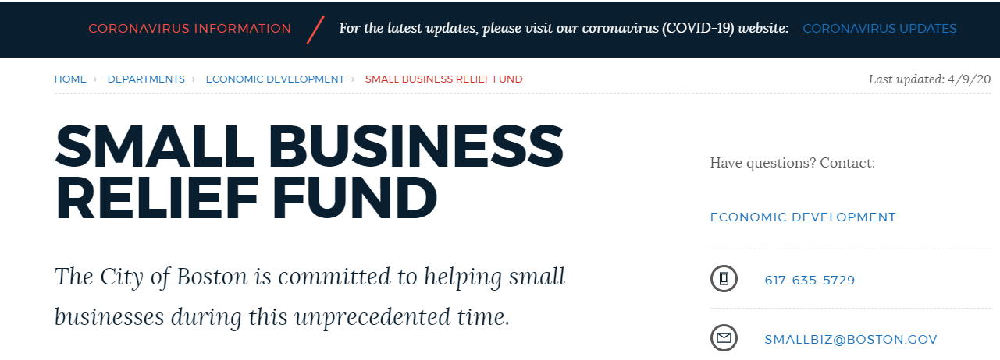 CORONAVIRUS INFORMATION / For the latest updates, please visit our coronavirus (COVID-19) website: CORONAVIRUS UPDATES
HOME › DEPARTMENTS › ECONOMIC DEVELOPMENT › SMALL BUSINESS RELIEF FUND
Last updated: 4/9/20
SMALL BUSINESS
RELIEF FUND
The City of Boston is committed to helping small
businesses during this unprecedented time.
Have questions? Contact:
ECONOMIC DEVELOPMENT
617-635-5729
SMALLBIZ@BOSTON.GOV